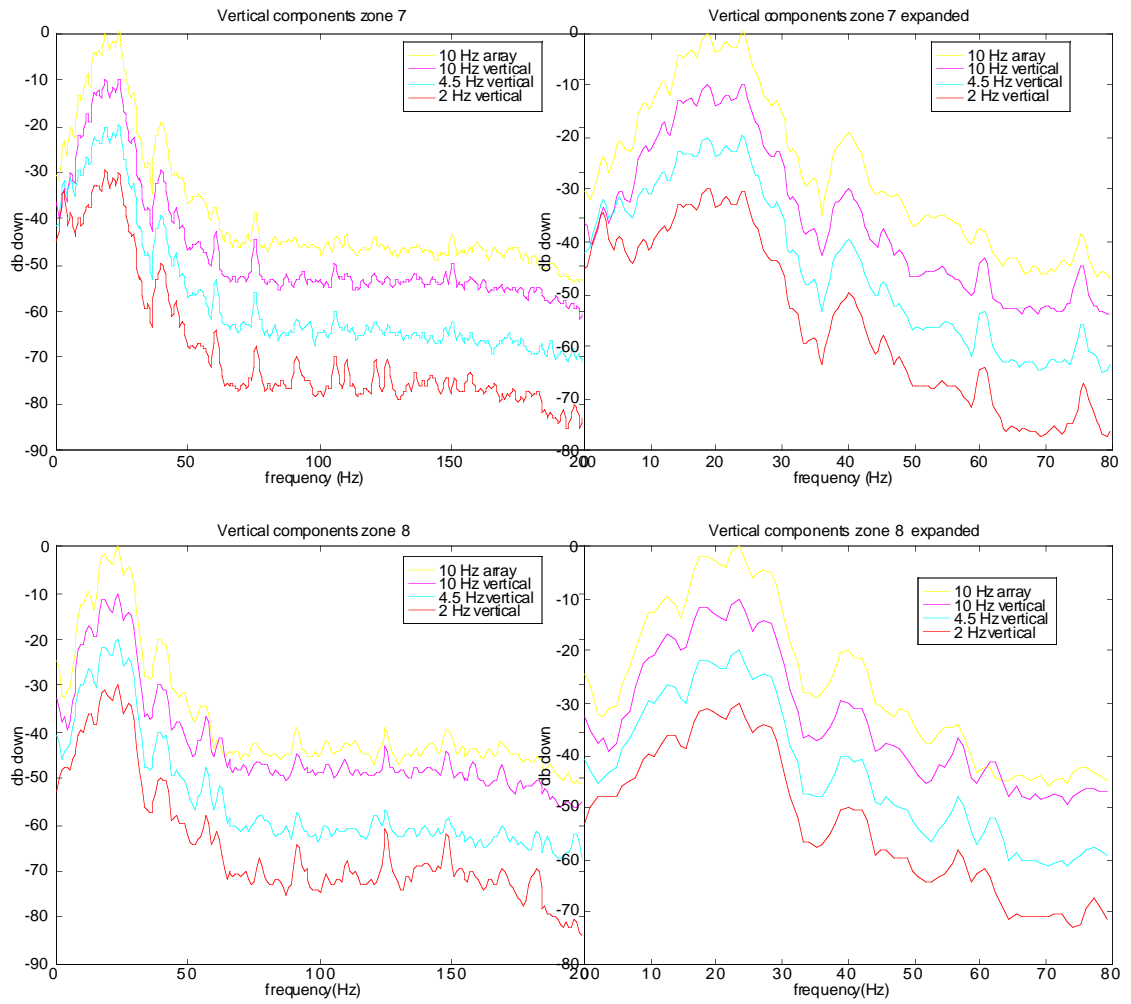 Vertical components zone 7
0
-10
-20
-30
-40
-50
-60
-70
-80
-90
db down
10 Hz array
10 Hz vertical
4.5 Hz vertical
2 Hz vertical
0 50 100 150 200
frequency (Hz)
Vertical components zone 7 expanded
0
-10
-20
-30
-40
-50
-60
-70
-80
db down
10 Hz array
10 Hz vertical
4.5 Hz vertical
2 Hz vertical
0 10 20 30 40 50 60 70 80
frequency (Hz)
Vertical components zone 8
0
-10
-20
-30
-40
-50
-60
-70
-80
-90
db down
10 Hz array
10 Hz vertical
4.5 Hz vertical
2 Hz vertical
0 50 100 150 200
frequency(Hz)
Vertical components zone 8 expanded
0
-10
-20
-30
-40
-50
-60
-70
-80
-90
db down
10 Hz array
10 Hz vertical
4.5 Hz vertical
2 Hz vertical
0 10 20 30 40 50 60 70 80
frequency(Hz)